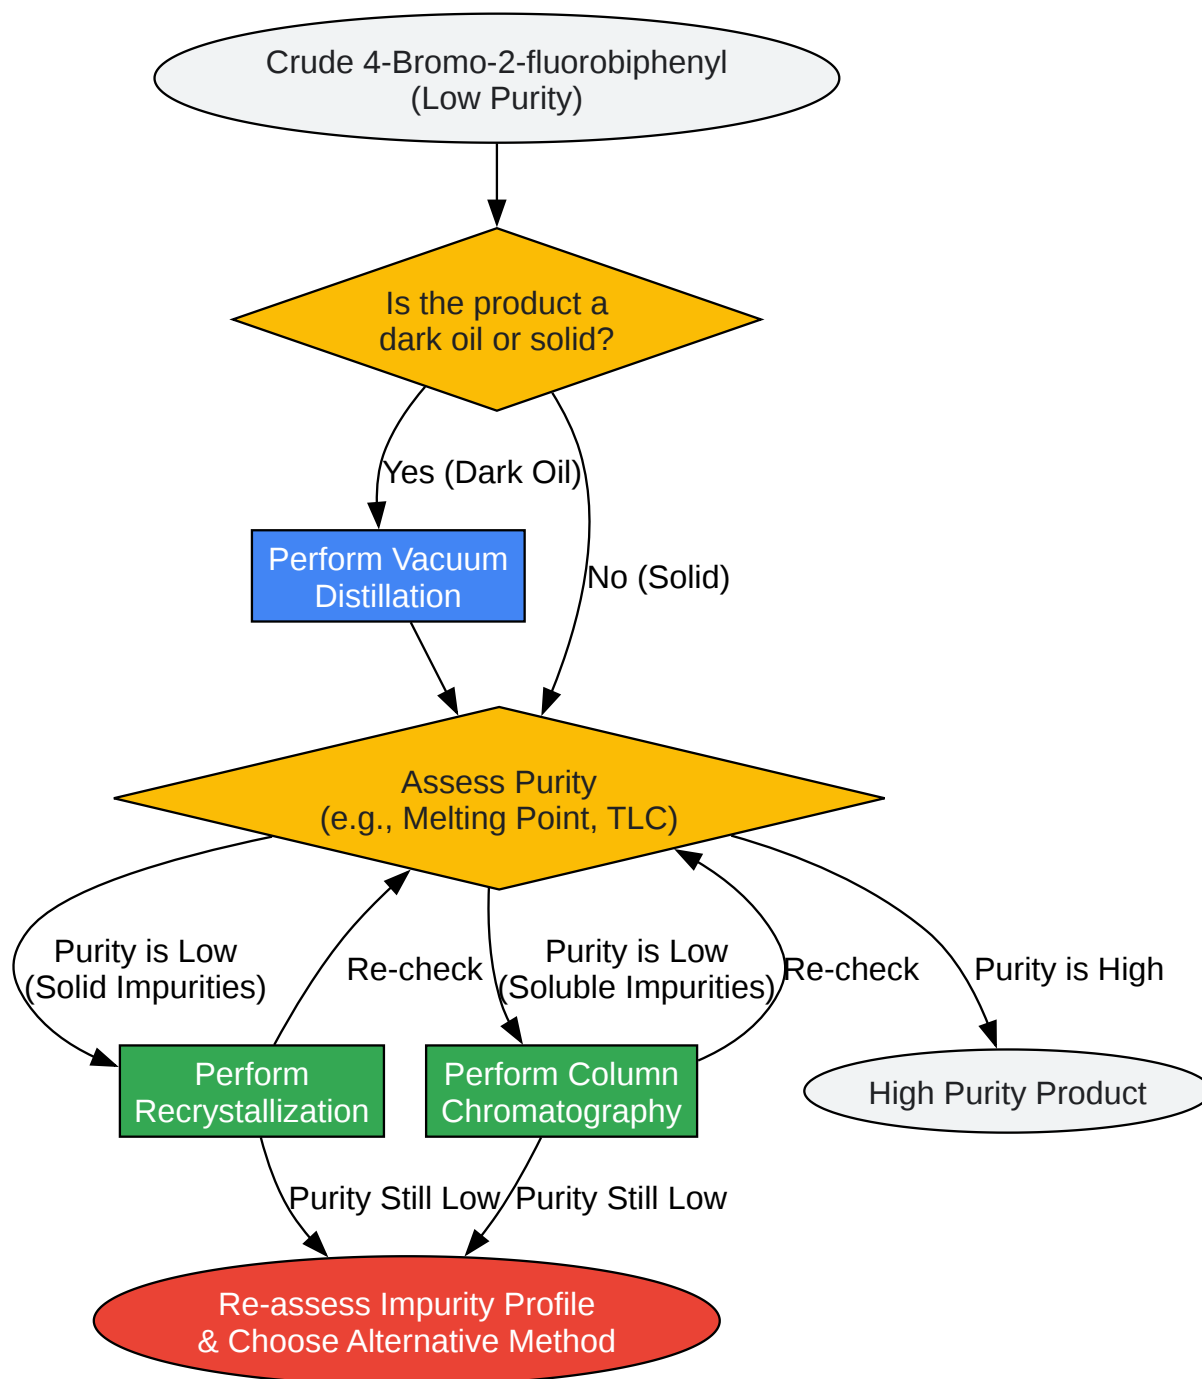 Crude 4-Bromo-2-fluorobiphenyl
(Low Purity)
Is the product a
dark oil or solid?
Yes (Dark Oil)
Perform Vacuum
Distillation
No (Solid)
Assess Purity
(e.g., Melting Point, TLC)
Purity is Low
(Solid Impurities)
Re-check
Purity is Low
(Soluble Impurities)
Re-check
Purity is High
Perform
Recrystallization
Perform Column
Chromatography
High Purity Product
Purity Still Low
Purity Still Low
Re-assess Impurity Profile
& Choose Alternative Method